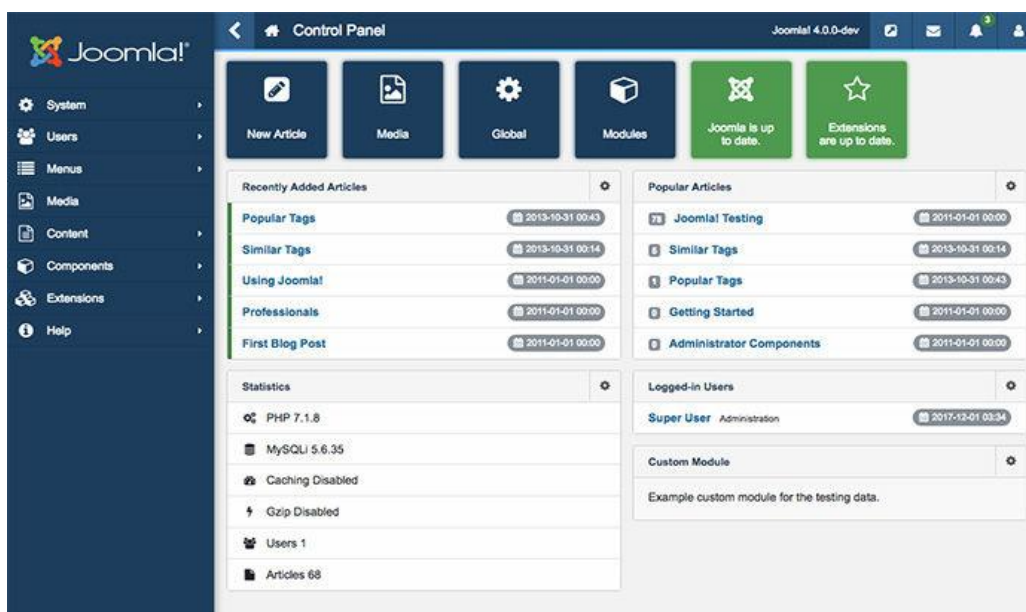 Joomla!®
System
Users
Menus
Media
Content
Components
Extensions
Help
Control Panel
Joomla! 4.0.0-dev
3
New Article
Media
Global
Modules
Joomla is up
to date.
Extensions
are up to date.
Recently Added Articles
Popular Tags 2013-10-31 00:43
Similar Tags 2013-10-31 00:14
Using Joomla! 2011-01-01 00:00
Professionals 2011-01-01 00:00
First Blog Post 2011-01-01 00:00
Popular Articles
78 Joomla! Testing 2011-01-01 00:00
5 Similar Tags 2013-10-31 00:14
1 Popular Tags 2013-10-31 00:43
0 Getting Started 2011-01-01 00:00
0 Administrator Components 2011-01-01 00:00
Statistics
PHP 7.1.8
MySQLi 5.6.35
Caching Disabled
Gzip Disabled
Users 1
Articles 68
Logged-in Users
Super User Administration 2017-12-01 03:34
Custom Module
Example custom module for the testing data.